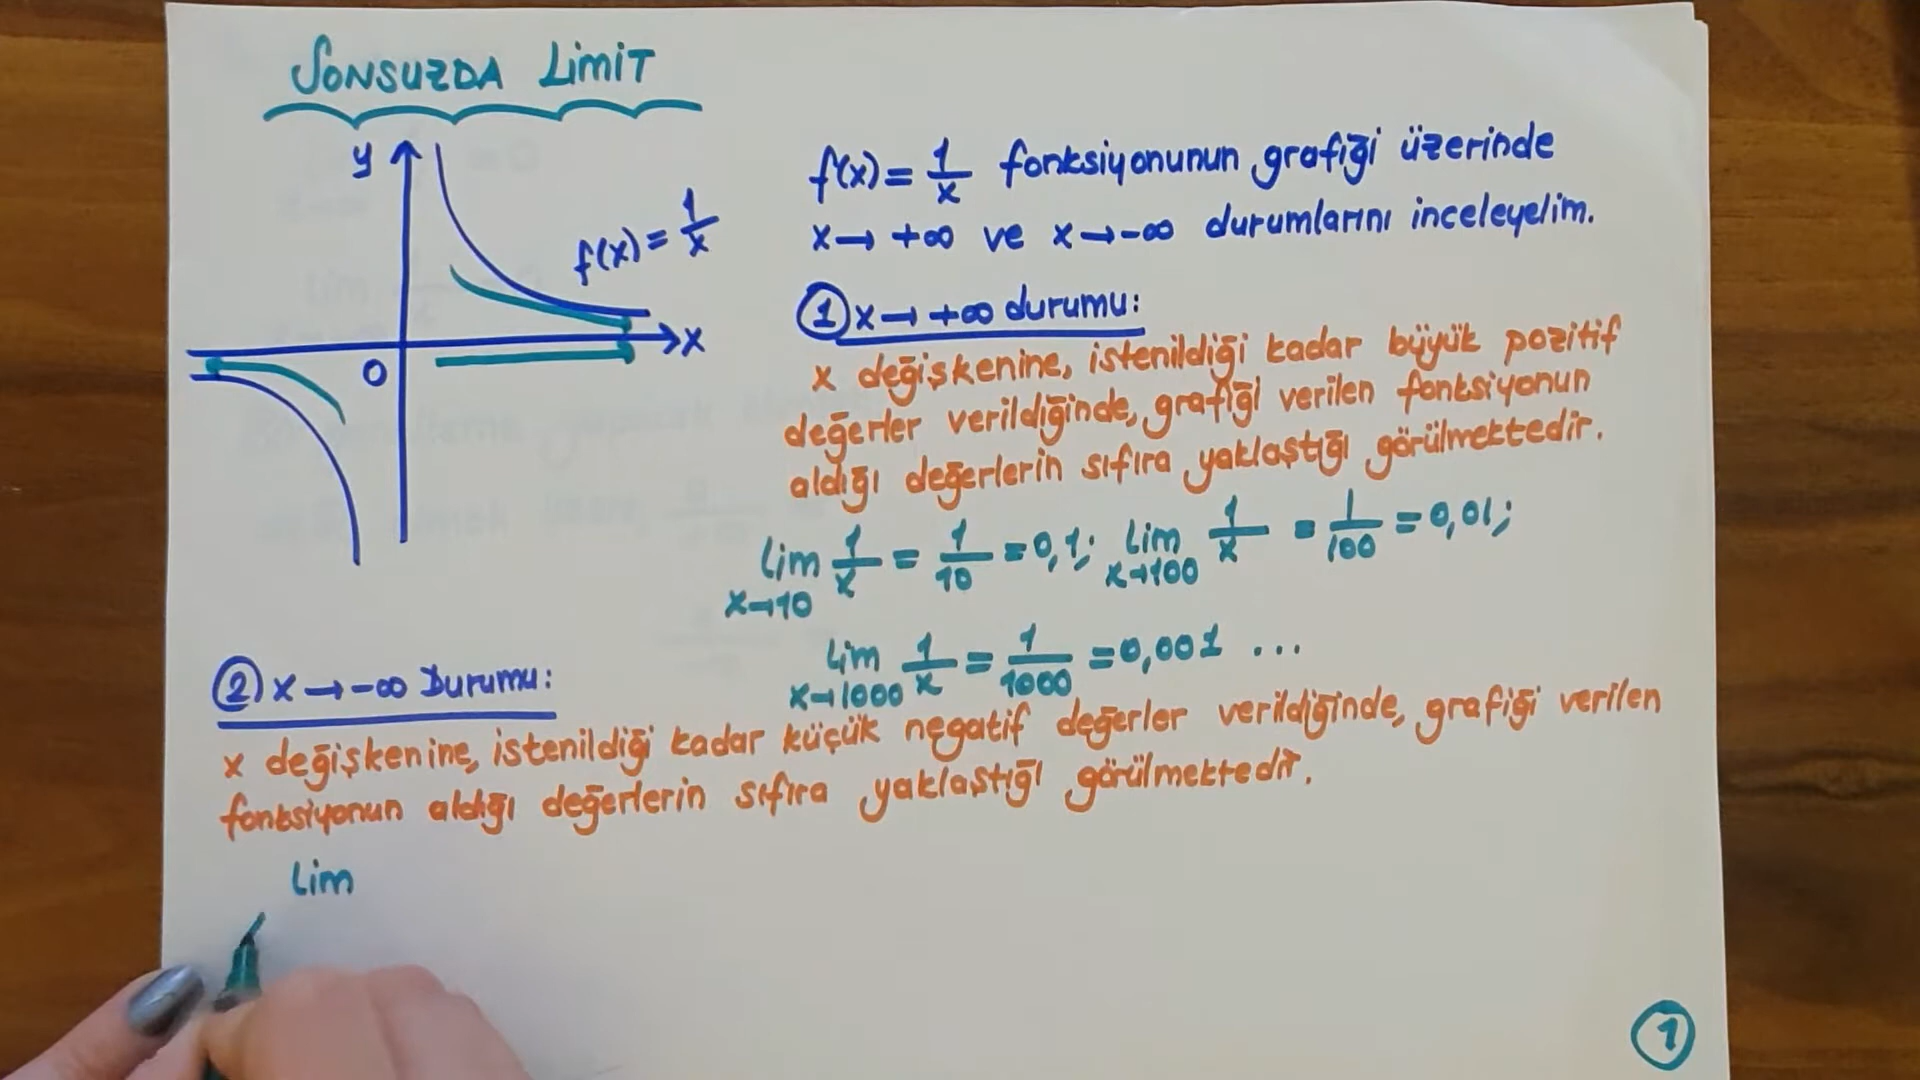 SONSUZDA LİMİT
y
f(x) = 1/x
x
0
f(x) = 1/x fonksiyonunun grafiği üzerinde
x → +∞ ve x → -∞ durumlarını inceleyelim.
① x → +∞ durumu:
x değişkenine, istenildiği kadar büyük pozitif
değerler verildiğinde, grafiği verilen fonksiyonun
aldığı değerlerin sıfıra yaklaştığı görülmektedir.
lim x→10 1/x = 1/10 = 0,1; lim x→100 1/x = 1/100 = 0,01;
lim x→1000 1/x = 1/1000 = 0,001 ...
② x → -∞ Durumu:
x değişkenine, istenildiği kadar küçük negatif değerler verildiğinde, grafiği verilen
fonksiyonun aldığı değerlerin sıfıra yaklaştığı görülmektedir.
lim
1